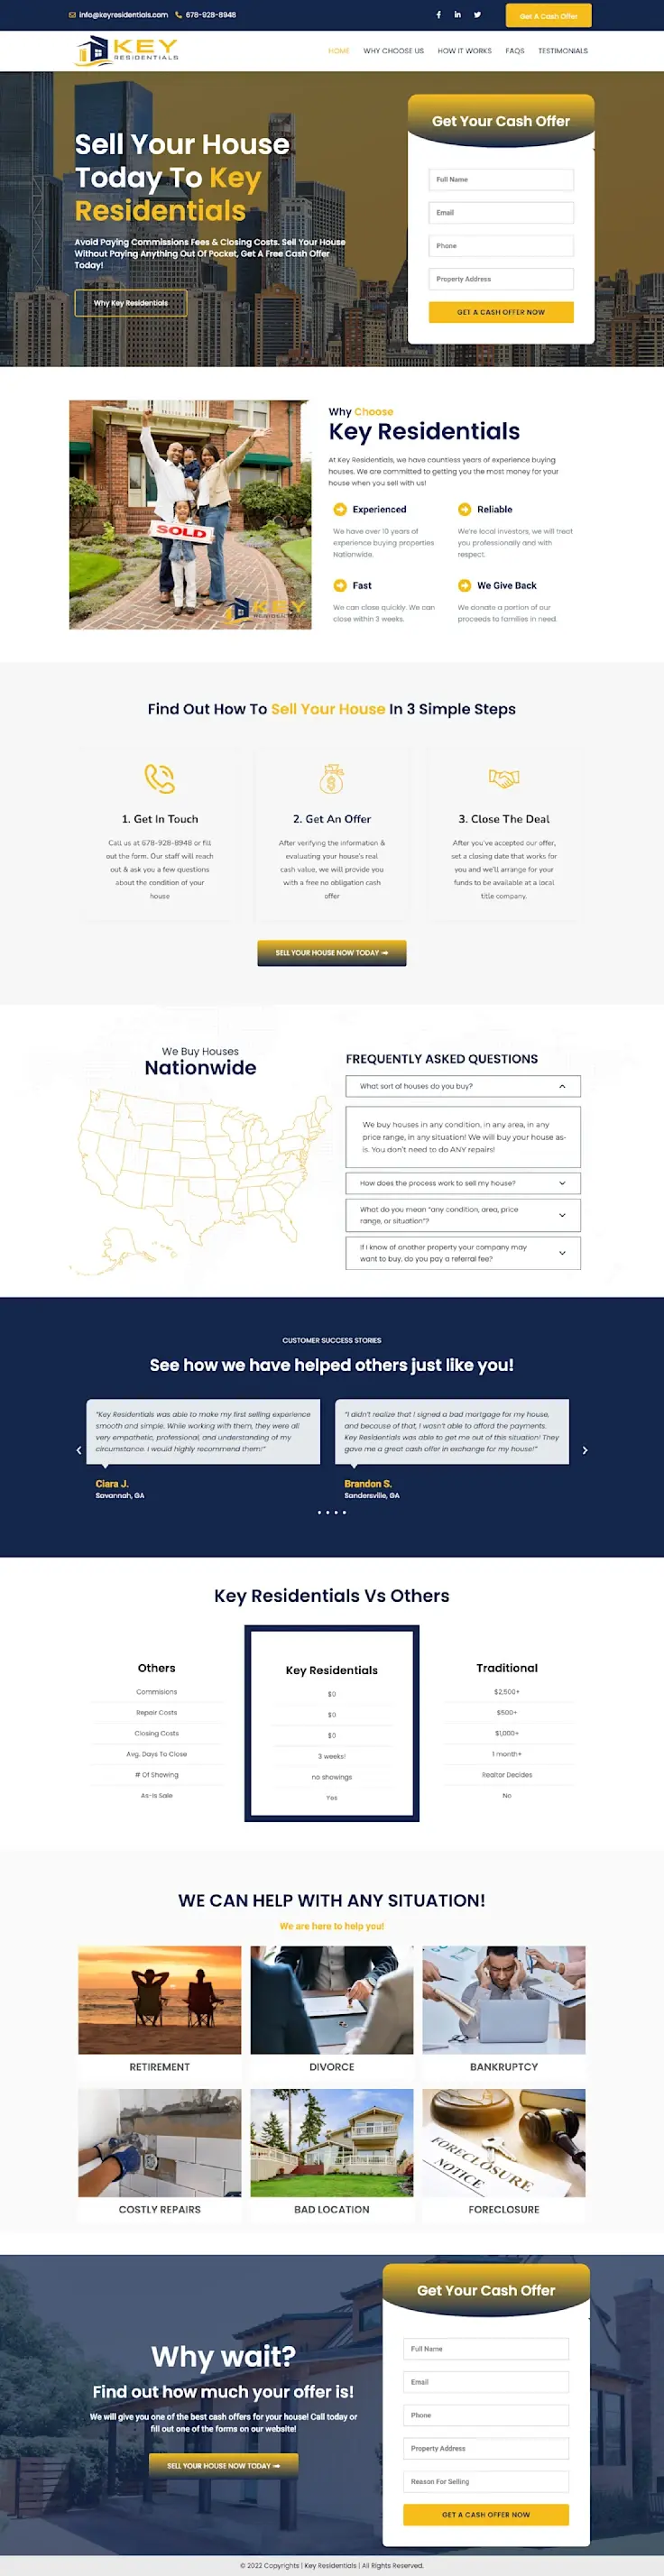 info@keyresidentials.com 678-928-8948
Get A Cash Offer
KEY
RESIDENTIALS
HOME WHY CHOOSE US HOW IT WORKS FAQS TESTIMONIALS
Sell Your House
Today To Key
Residentials
Avoid Paying Commissions Fees & Closing Costs. Sell Your House
Without Paying Anything Out Of Pocket, Get A Free Cash Offer
Today!
Why Key Residentials
Get Your Cash Offer
Full Name
Email
Phone
Property Address
GET A CASH OFFER NOW
SOLD
KEY
RESIDENTIALS
Why Choose
Key Residentials
At Key Residentials, we have countless years of experience buying
houses. We are committed to getting you the most money for your
house when you sell with us!
Experienced
We have over 10 years of
experience buying properties
Nationwide.
Reliable
We're local investors, we will treat
you professionally and with
respect.
Fast
We can close quickly. We can
close within 3 weeks.
We Give Back
We donate a portion of our
proceeds to families in need.
Find Out How To Sell Your House In 3 Simple Steps
1. Get In Touch
Call us at 678-928-8948 or fill
out the form. Our staff will reach
out & ask you a few questions
about the condition of your
house
2. Get An Offer
After verifying the information &
evaluating your house's real
cash value, we will provide you
with a free no obligation cash
offer
3. Close The Deal
After you've accepted our offer,
set a closing date that works for
you and we'll arrange for your
funds to be available at a local
title company.
SELL YOUR HOUSE NOW TODAY
We Buy Houses
Nationwide
FREQUENTLY ASKED QUESTIONS
What sort of houses do you buy?
We buy houses in any condition, in any area, in any
price range, in any situation! We will buy your house as-
is. You don't need to do ANY repairs!
How does the process work to sell my house?
What do you mean "any condition, area, price
range, or situation"?
If I know of another property your company may
want to buy, do you pay a referral fee?
CUSTOMER SUCCESS STORIES
See how we have helped others just like you!
"Key Residentials was able to make my first selling experience
smooth and simple. While working with them, they were all
very empathetic, professional, and understanding of my
circumstance. I would highly recommend them!"
Ciara J.
Savannah, GA
"I didn't realize that I signed a bad mortgage for my house,
and because of that, I wasn't able to afford the payments.
Key Residentials was able to get me out of this situation! They
gave me a great cash offer in exchange for my house!"
Brandon S.
Sandersville, GA
Key Residentials Vs Others
Others
Commisions
Repair Costs
Closing Costs
Avg. Days To Close
# Of Showing
As-Is Sale
Key Residentials
$0
$0
$0
3 weeks!
no showings
Yes
Traditional
$2,500+
$500+
$1,000+
1 month+
Realtor Decides
No
WE CAN HELP WITH ANY SITUATION!
We are here to help you!
RETIREMENT
DIVORCE
BANKRUPTCY
FORECLOSURE
NOTICE
COSTLY REPAIRS
BAD LOCATION
FORECLOSURE
Why wait?
Find out how much your offer is!
We will give you one of the best cash offers for your house! Call today or
fill out one of the forms on our website!
SELL YOUR HOUSE NOW TODAY
Get Your Cash Offer
Full Name
Email
Phone
Property Address
Reason For Selling
GET A CASH OFFER NOW
© 2022 Copyrights | Key Residentials | All Rights Reserved.